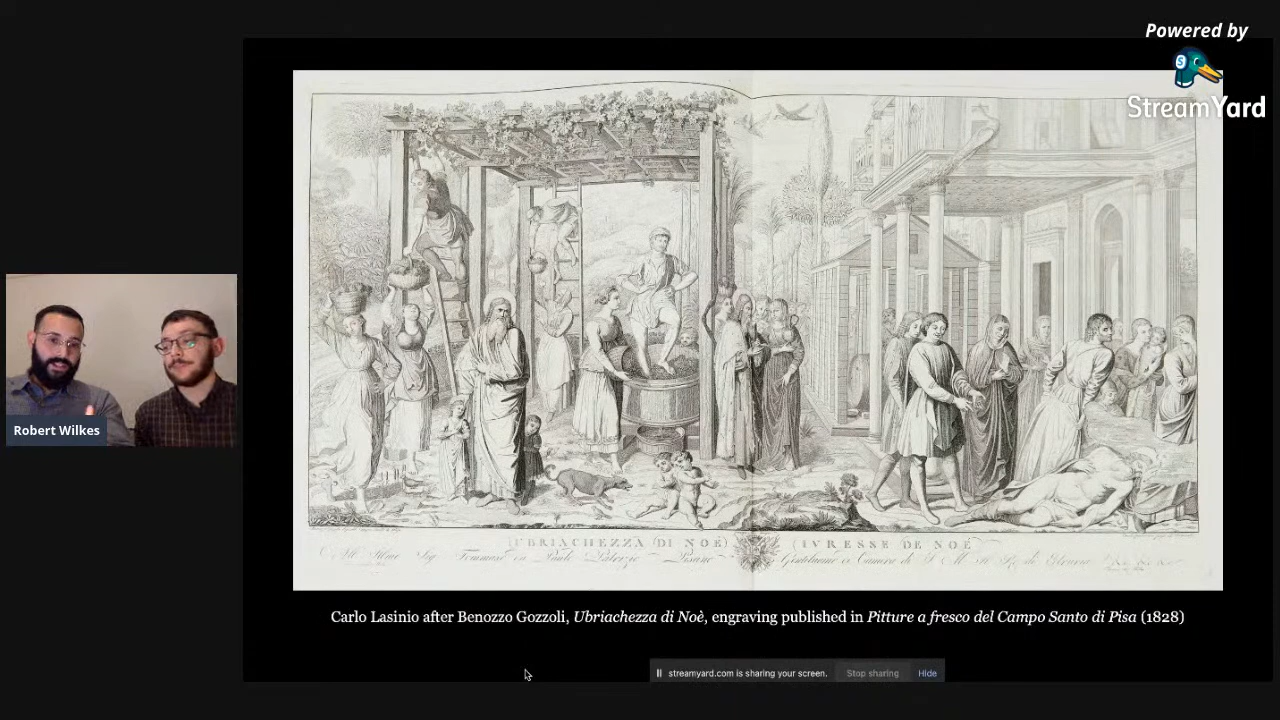 Powered by
StreamYard
Robert Wilkes
UBRIACHEZZA DI NOÈ
IVRESSE DE NOÉ
Carlo Lasinio after Benozzo Gozzoli, Ubriachezza di Noè, engraving published in Pitture a fresco del Campo Santo di Pisa (1828)
streamyard.com is sharing your screen.
Stop sharing
Hide